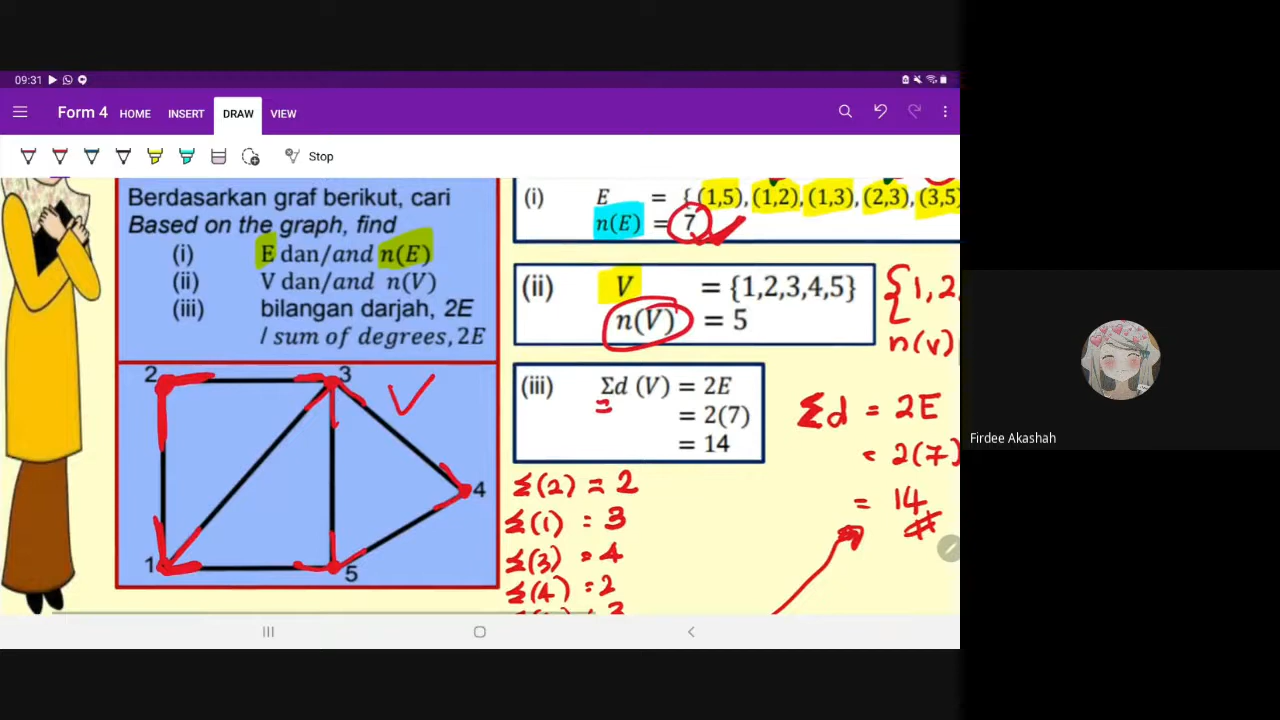 09:31
Form 4 HOME INSERT DRAW VIEW
Stop
Berdasarkan graf berikut, cari
Based on the graph, find
(i) E dan/and n(E)
(ii) V dan/and n(V)
(iii) bilangan darjah, 2E
/ sum of degrees, 2E
2 3
4
1 5
(i) E = { (1,5), (1,2), (1,3), (2,3), (3,5)
n(E) = 7
(ii) V = {1,2,3,4,5}
n(V) = 5
{1,2,
n(v)
(iii) Σd (V) = 2E
= 2(7)
= 14
Σd = 2E
= 2(7)
= 14
Σ(2) = 2
Σ(1) : 3
Σ(3) = 4
Σ(4) : 2
Firdee Akashah